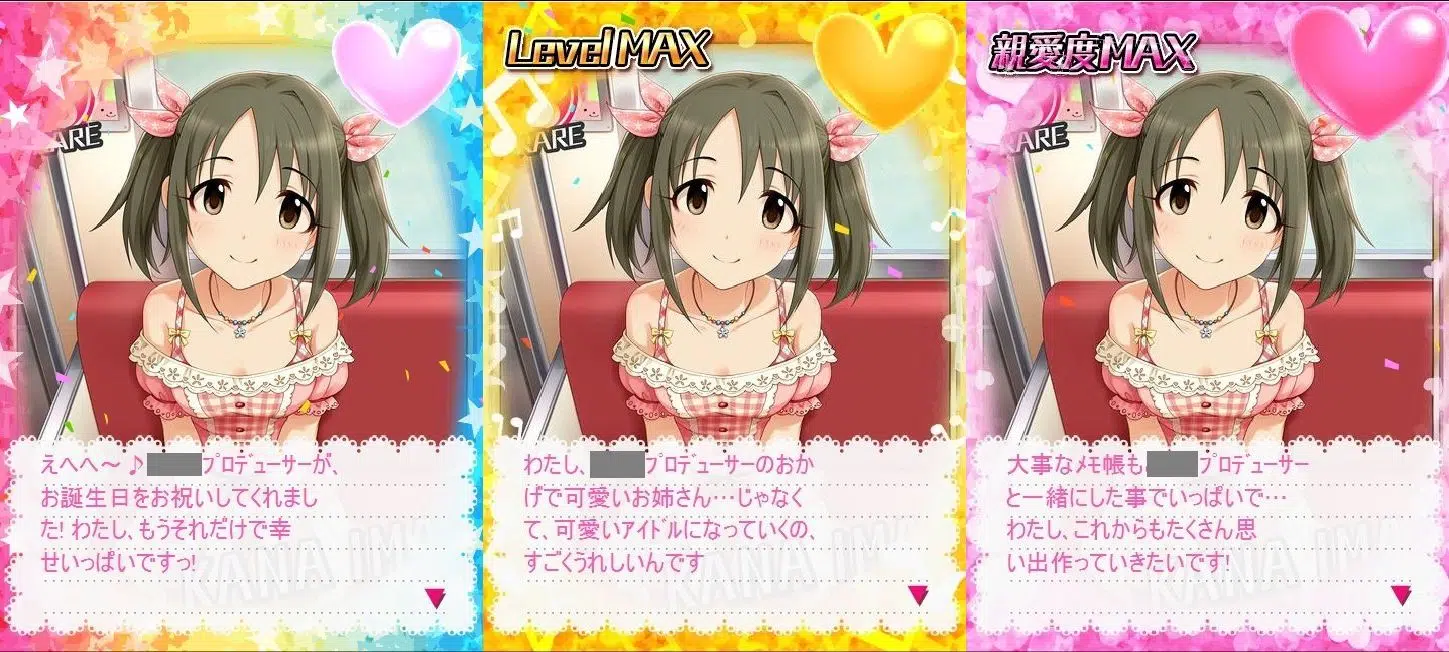 RARE
えへへ～♪プロデューサーが、
お誕生日をお祝いしてくれまし
た! わたし、もうそれだけで幸
せいっぱいですっ!
KANA IM
Level MAX
RARE
わたし、プロデューサーのおか
げで可愛いお姉さん…じゃなく
て、可愛いアイドルになっていくの、
すごくうれしいんです
KANA IM
親愛度MAX
RARE
大事なメモ帳も、プロデューサー
と一緒にした事でいっぱいで…
わたし、これからもたくさん思
い出作っていきたいです!
KANA IM